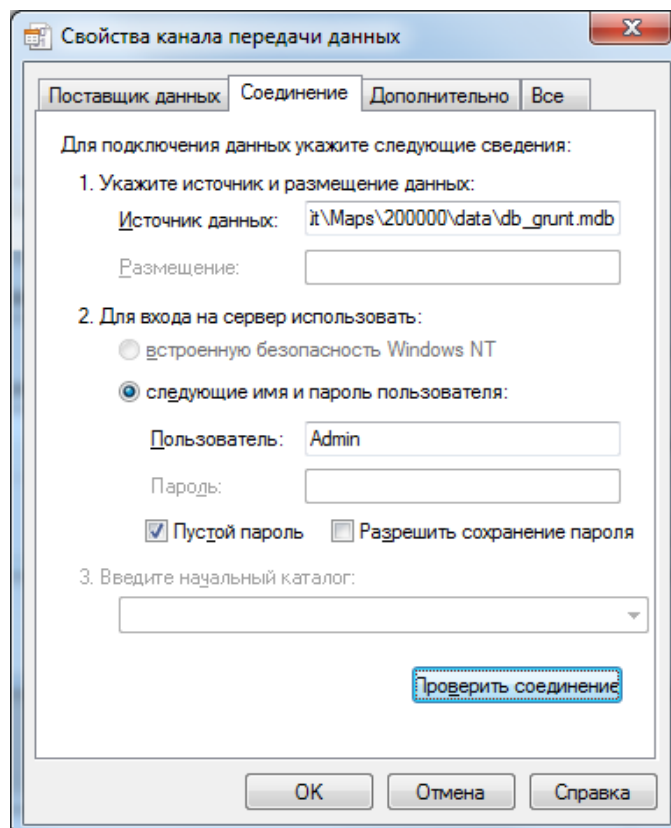 Свойства канала передачи данных
Поставщик данных Соединение Дополнительно Все
Для подключения данных укажите следующие сведения:
1. Укажите источник и размещение данных:
Источник данных: it\Maps\200000\data\db_grunt.mdb
Размещение:
2. Для входа на сервер использовать:
встроенную безопасность Windows NT
следующие имя и пароль пользователя:
Пользователь: Admin
Пароль:
Пустой пароль Разрешить сохранение пароля
3. Введите начальный каталог:
Проверить соединение
OK Отмена Справка